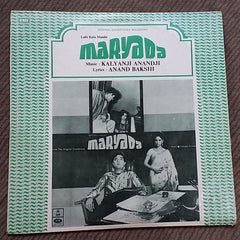 Lalit Kala Mandir
MARYADA
Music : KALYANJI ANANDJI
Lyrics : ANAND BAKSHI
MARYADA